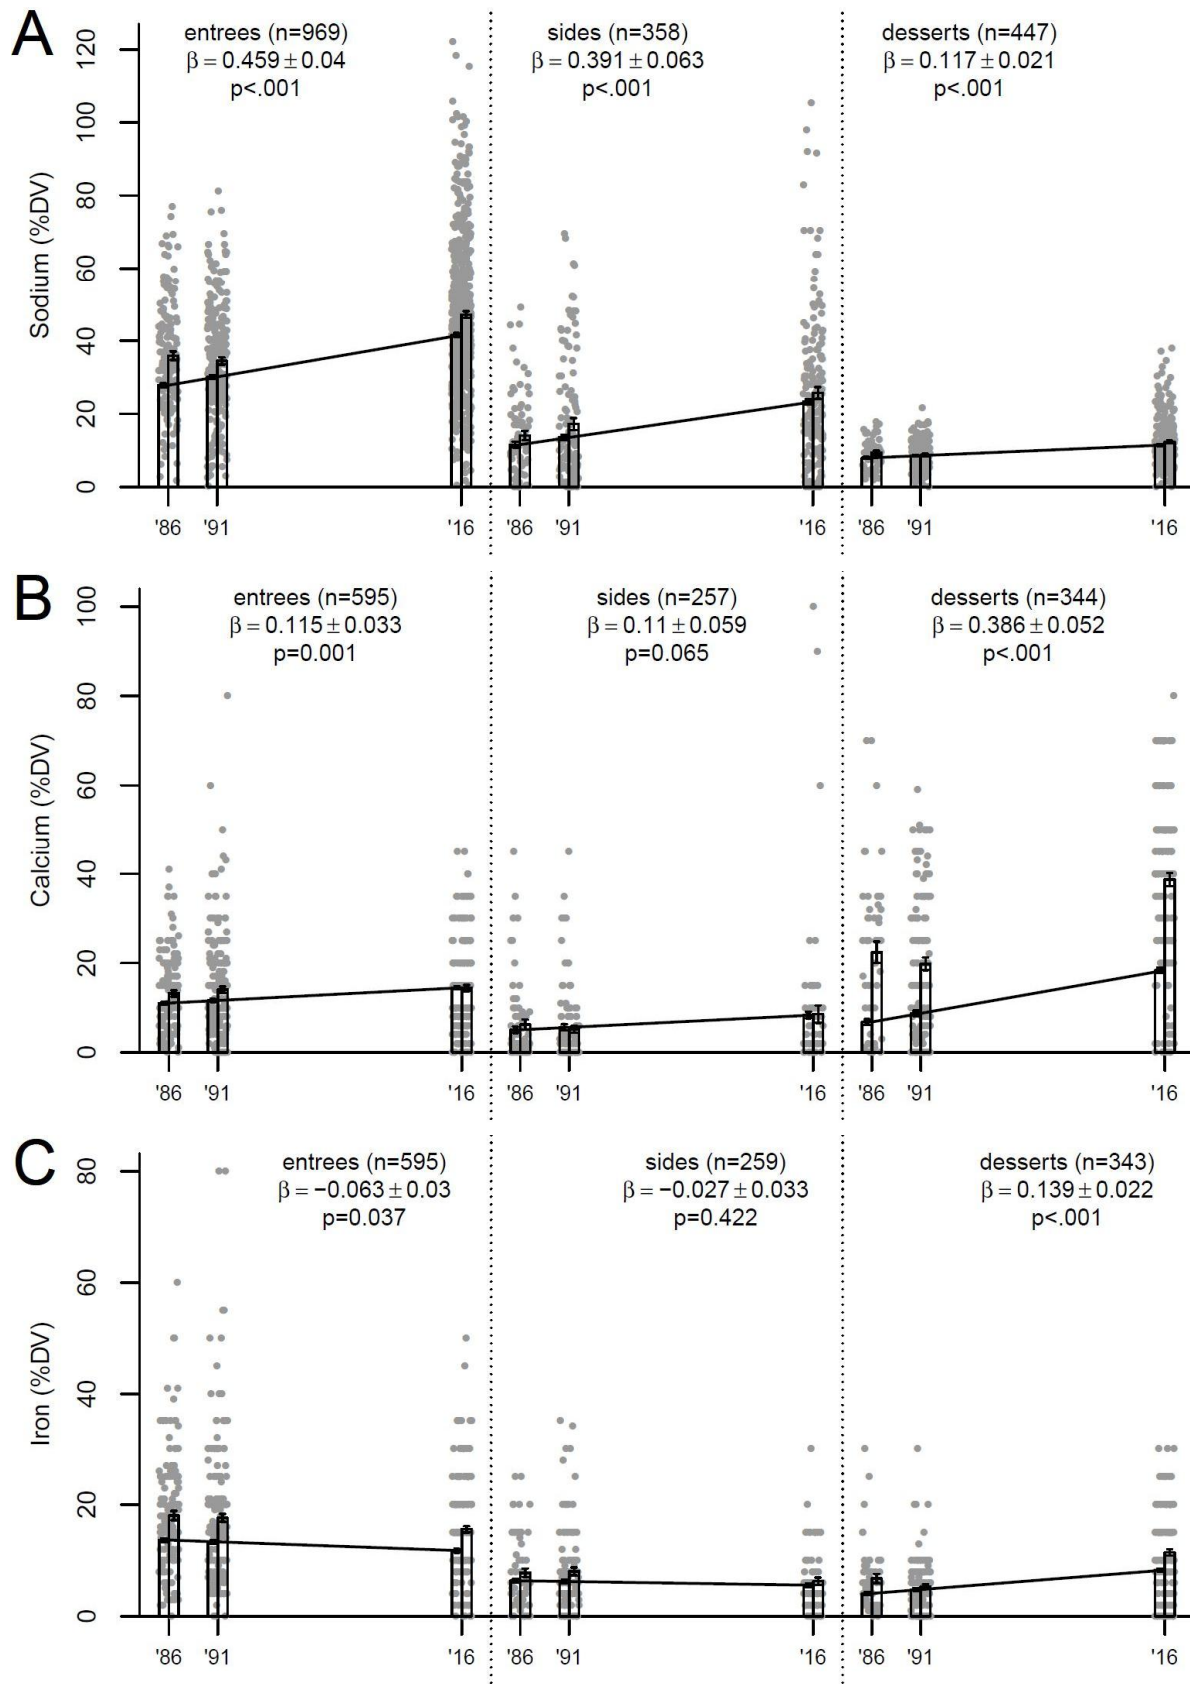 A
entrees (n=969)
β = 0.459 ± 0.04
p<.001
sides (n=358)
β = 0.391 ± 0.063
p<.001
desserts (n=447)
β = 0.117 ± 0.021
p<.001
Sodium (%DV)
120
100
80
60
40
20
0
'86 '91 '16 '86 '91 '16 '86 '91 '16
B
entrees (n=595)
β = 0.115 ± 0.033
p=0.001
sides (n=257)
β = 0.11 ± 0.059
p=0.065
desserts (n=344)
β = 0.386 ± 0.052
p<.001
Calcium (%DV)
100
80
60
40
20
0
'86 '91 '16 '86 '91 '16 '86 '91 '16
C
entrees (n=595)
β = −0.063 ± 0.03
p=0.037
sides (n=259)
β = −0.027 ± 0.033
p=0.422
desserts (n=343)
β = 0.139 ± 0.022
p<.001
Iron (%DV)
80
60
40
20
0
'86 '91 '16 '86 '91 '16 '86 '91 '16